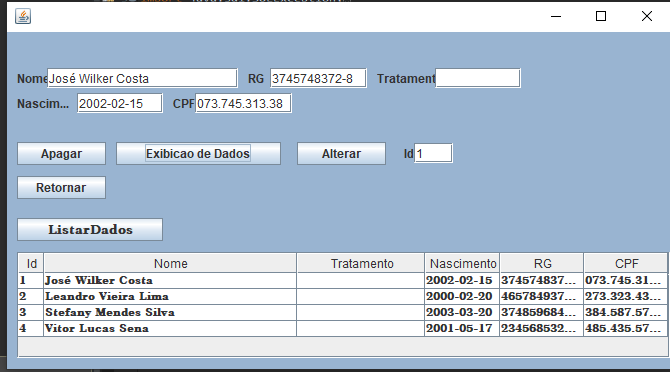 Nome José Wilker Costa RG 3745748372-8 Tratament
Nascim... 2002-02-15 CPF 073.745.313.38
Apagar Exibicao de Dados Alterar Id 1
Retornar
ListarDados
Id Nome Tratamento Nascimento RG CPF
1 José Wilker Costa 2002-02-15 374574837... 073.745.31...
2 Leandro Vieira Lima 2000-02-20 465784937... 273.323.43...
3 Stefany Mendes Silva 2003-03-20 374859684... 384.587.57...
4 Vitor Lucas Sena 2001-05-17 234568532... 485.435.57...